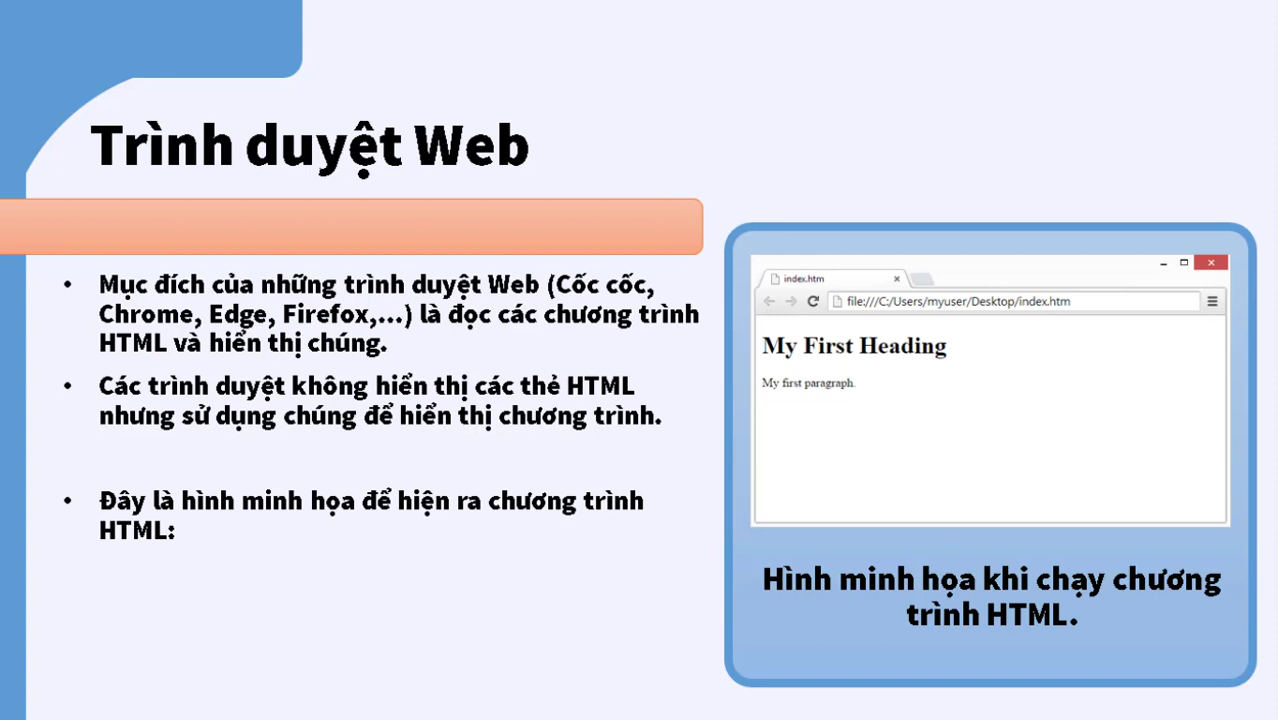 Trình duyệt Web
• Mục đích của những trình duyệt Web (Cốc cốc,
Chrome, Edge, Firefox,...) là đọc các chương trình
HTML và hiển thị chúng.
• Các trình duyệt không hiển thị các thẻ HTML
nhưng sử dụng chúng để hiển thị chương trình.
• Đây là hình minh họa để hiện ra chương trình
HTML:
index.htm
file:///C:/Users/myuser/Desktop/index.htm
My First Heading
My first paragraph.
Hình minh họa khi chạy chương
trình HTML.